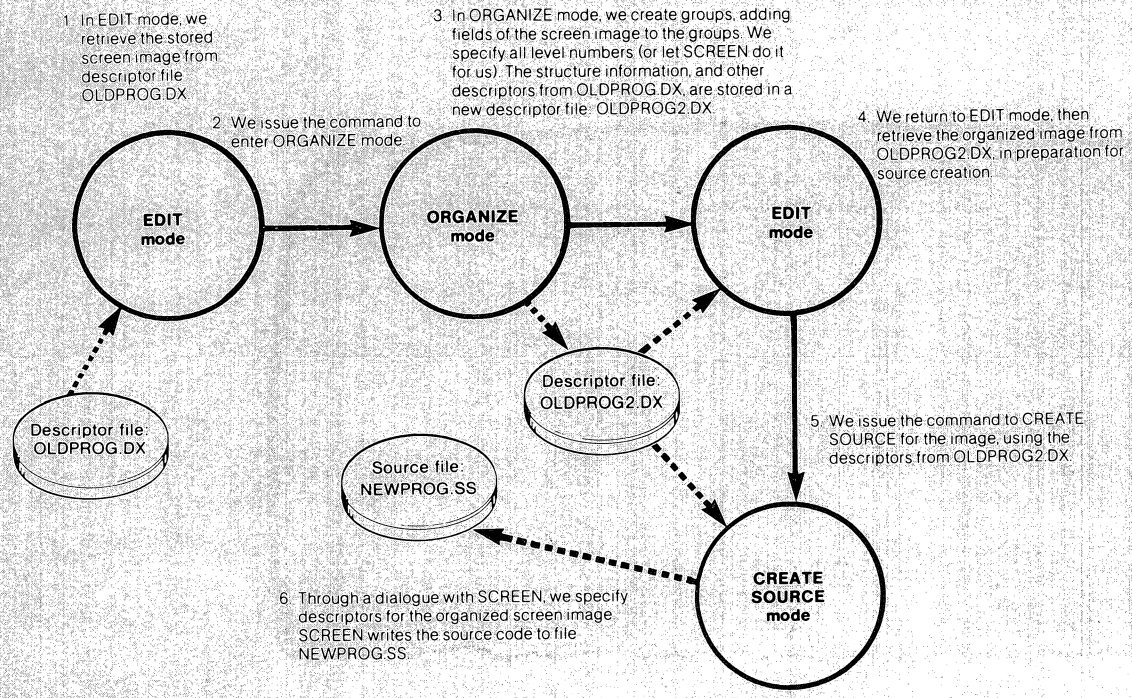 1. In EDIT mode, we
retrieve the stored
screen image from
descriptor file
OLDPROG.DX
2. We issue the command to
enter ORGANIZE mode.
3. In ORGANIZE mode, we create groups, adding
fields of the screen image to the groups. We
specify all level numbers (or let SCREEN do it
for us). The structure information, and other
descriptors from OLDPROG.DX, are stored in a
new descriptor file: OLDPROG2.DX.
4. We return to EDIT mode, then
retrieve the organized image from
OLDPROG2.DX, in preparation for
source creation.
EDIT
mode
ORGANIZE
mode
EDIT
mode
Descriptor file:
OLDPROG.DX
Descriptor file:
OLDPROG2.DX
Source file:
NEWPROG.SS
5. We issue the command to CREATE
SOURCE for the image, using the
descriptors from OLDPROG2.DX.
CREATE
SOURCE
mode
6. Through a dialogue with SCREEN, we specify
descriptors for the organized screen image.
SCREEN writes the source code to file
NEWPROG.SS.